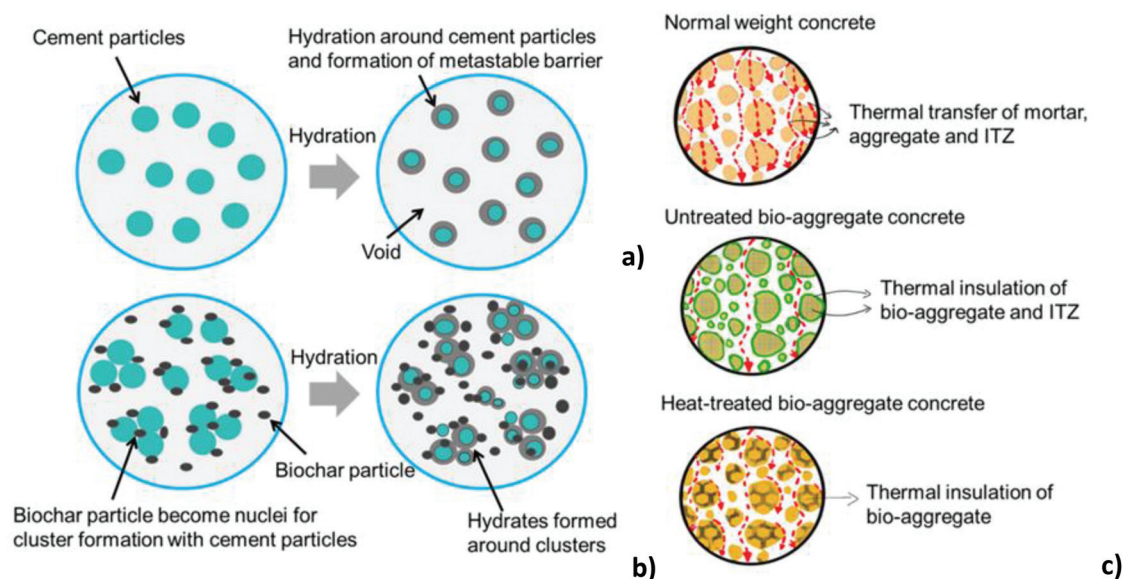 Cement particles
Hydration around cement particles
and formation of metastable barrier
Hydration
Void
a)
Hydration
Biochar particle
Biochar particle become nuclei for
cluster formation with cement particles
Hydrates formed
around clusters
b)
Normal weight concrete
Thermal transfer of mortar,
aggregate and ITZ
Untreated bio-aggregate concrete
Thermal insulation of
bio-aggregate and ITZ
Heat-treated bio-aggregate concrete
Thermal insulation of
bio-aggregate
c)